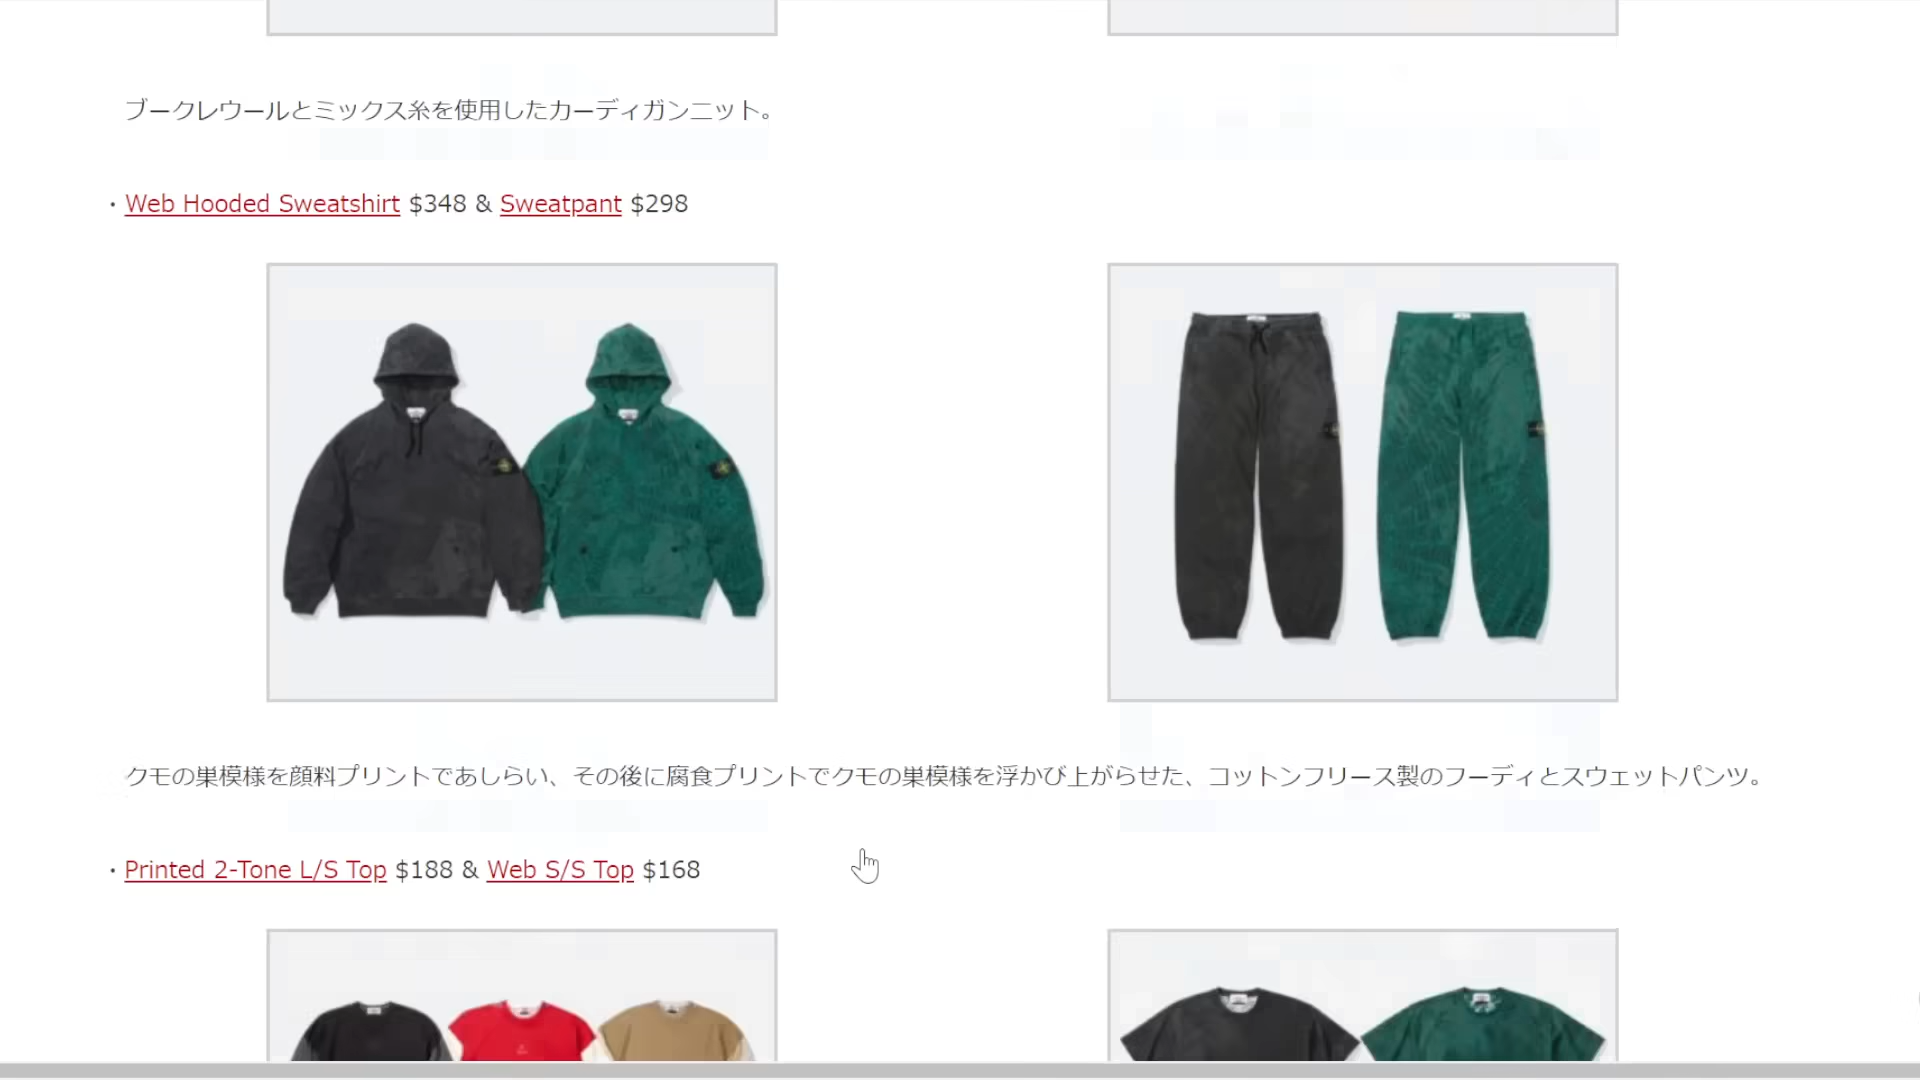 ブークレウールとミックス糸を使用したカーディガンニット。
・Web Hooded Sweatshirt $348 & Sweatpant $298
クモの巣模様を顔料プリントであしらい、その後に腐食プリントでクモの巣模様を浮かび上がらせた、コットンフリース製のフーディとスウェットパンツ。
・Printed 2-Tone L/S Top $188 & Web S/S Top $168